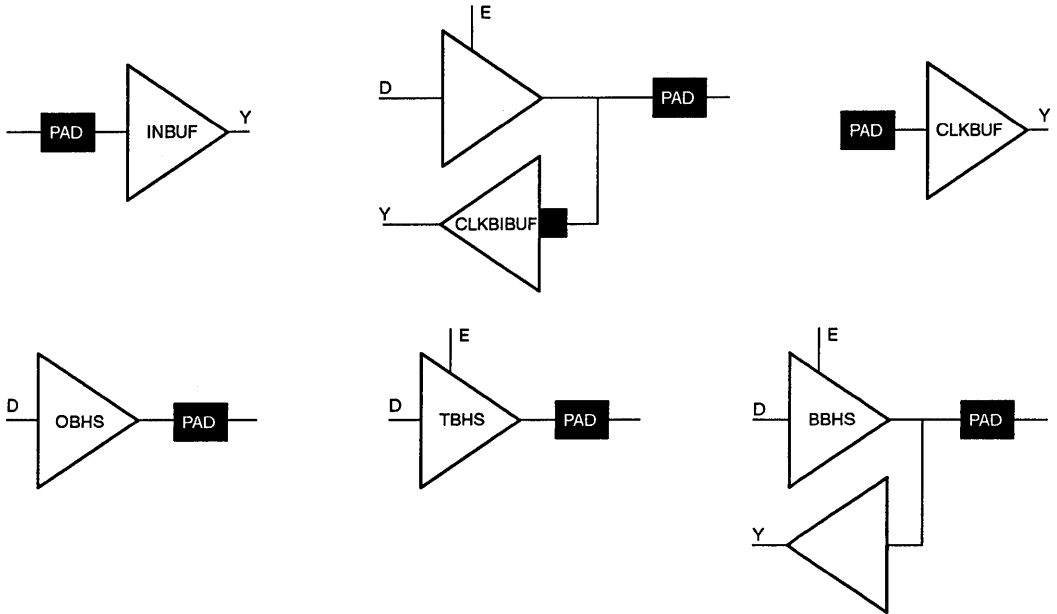 PAD INBUF Y
E
D PAD
Y CLKBIBUF
PAD CLKBUF Y
D OBHS PAD
E
D TBHS PAD
E
D BBHS PAD
Y